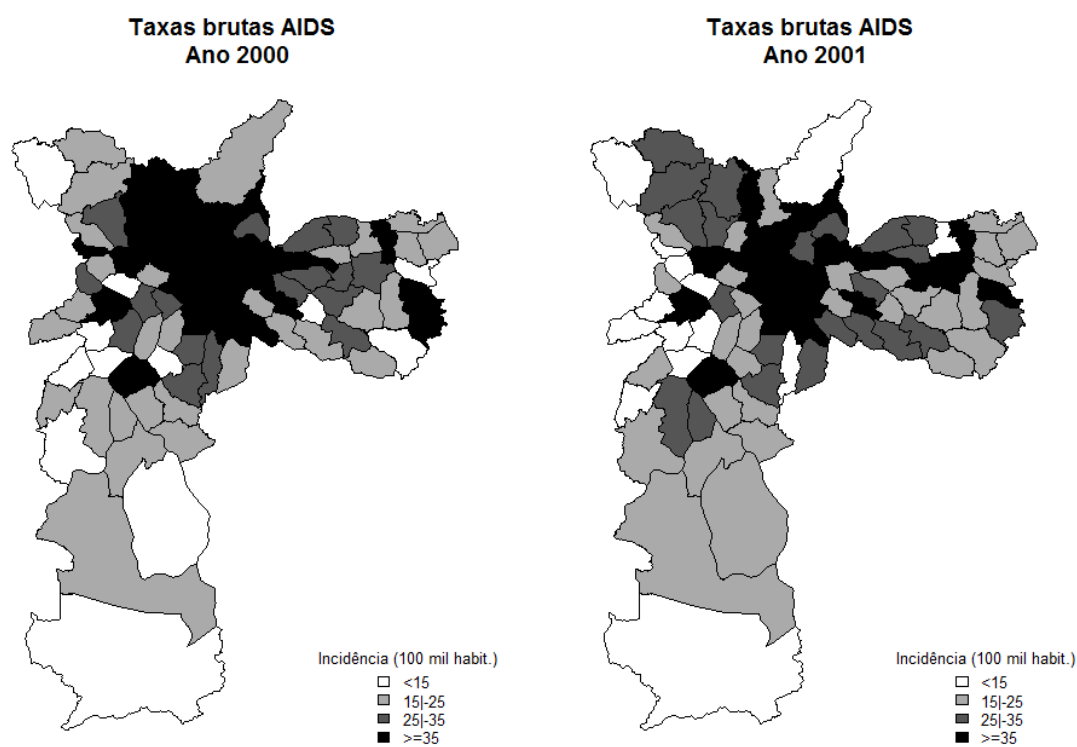 Taxas brutas AIDS
Ano 2000
Incidência (100 mil habit.)
<15
15|-25
25|-35
>=35
Taxas brutas AIDS
Ano 2001
Incidência (100 mil habit.)
<15
15|-25
25|-35
>=35